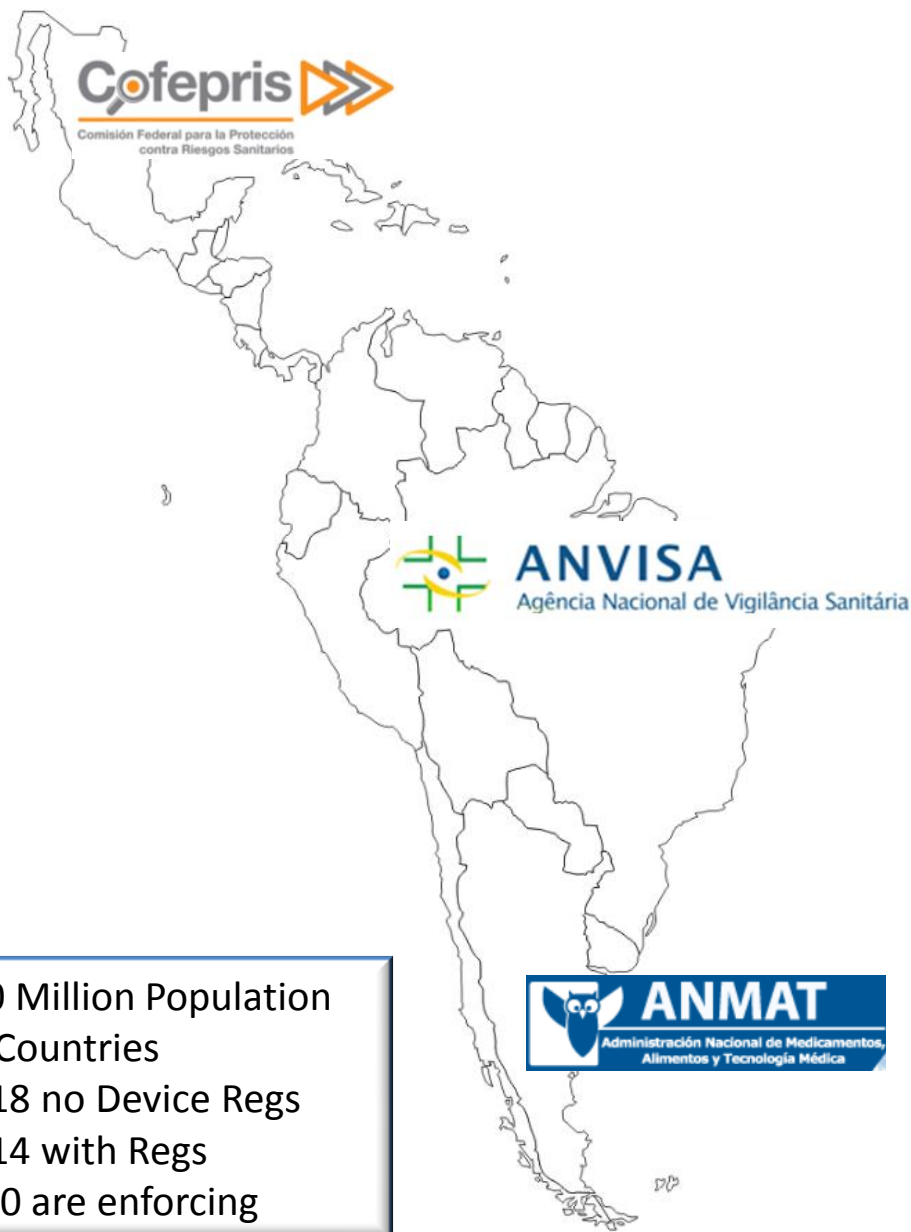 Cofepris
Comisión Federal para la Protección
contra Riesgos Sanitarios
ANVISA
Agência Nacional de Vigilância Sanitária
ANMAT
Administración Nacional de Medicamentos,
Alimentos y Tecnología Médica
Million Population
Countries
18 no Device Regs
14 with Regs
0 are enforcing